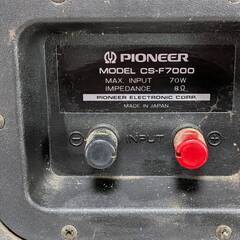 PIONEER
MODEL CS-F7000
MAX. INPUT 70W
IMPEDANCE 8Ω
PIONEER ELECTRONIC CORP.
MADE IN JAPAN
⊖ INPUT ⊕